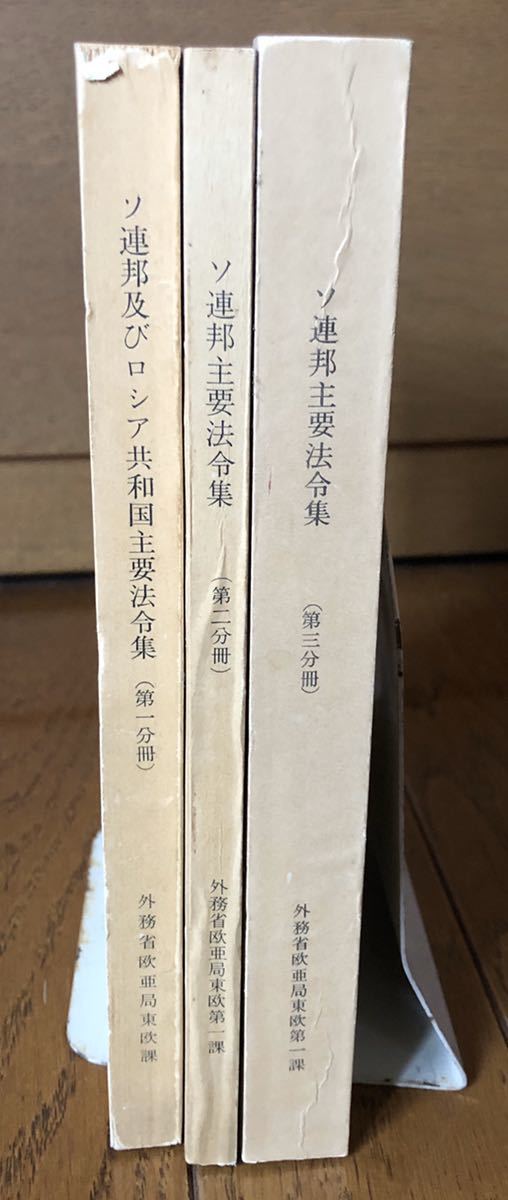 ソ連邦及びロシア共和国主要法令集（第一分冊）
外務省欧亜局東欧課
ソ連邦主要法令集（第二分冊）
外務省欧亜局東欧第一課
ソ連邦主要法令集（第三分冊）
外務省欧亜局東欧第一課